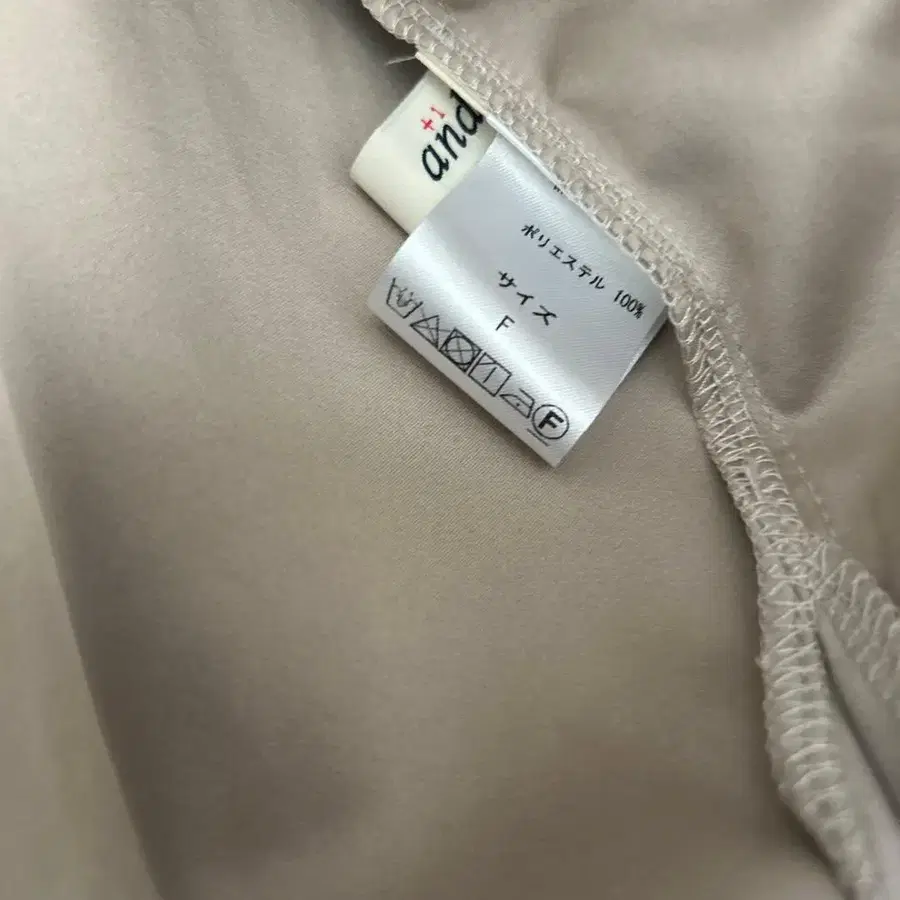 +1
and
ポリエステル 100%
サイズ
F
F